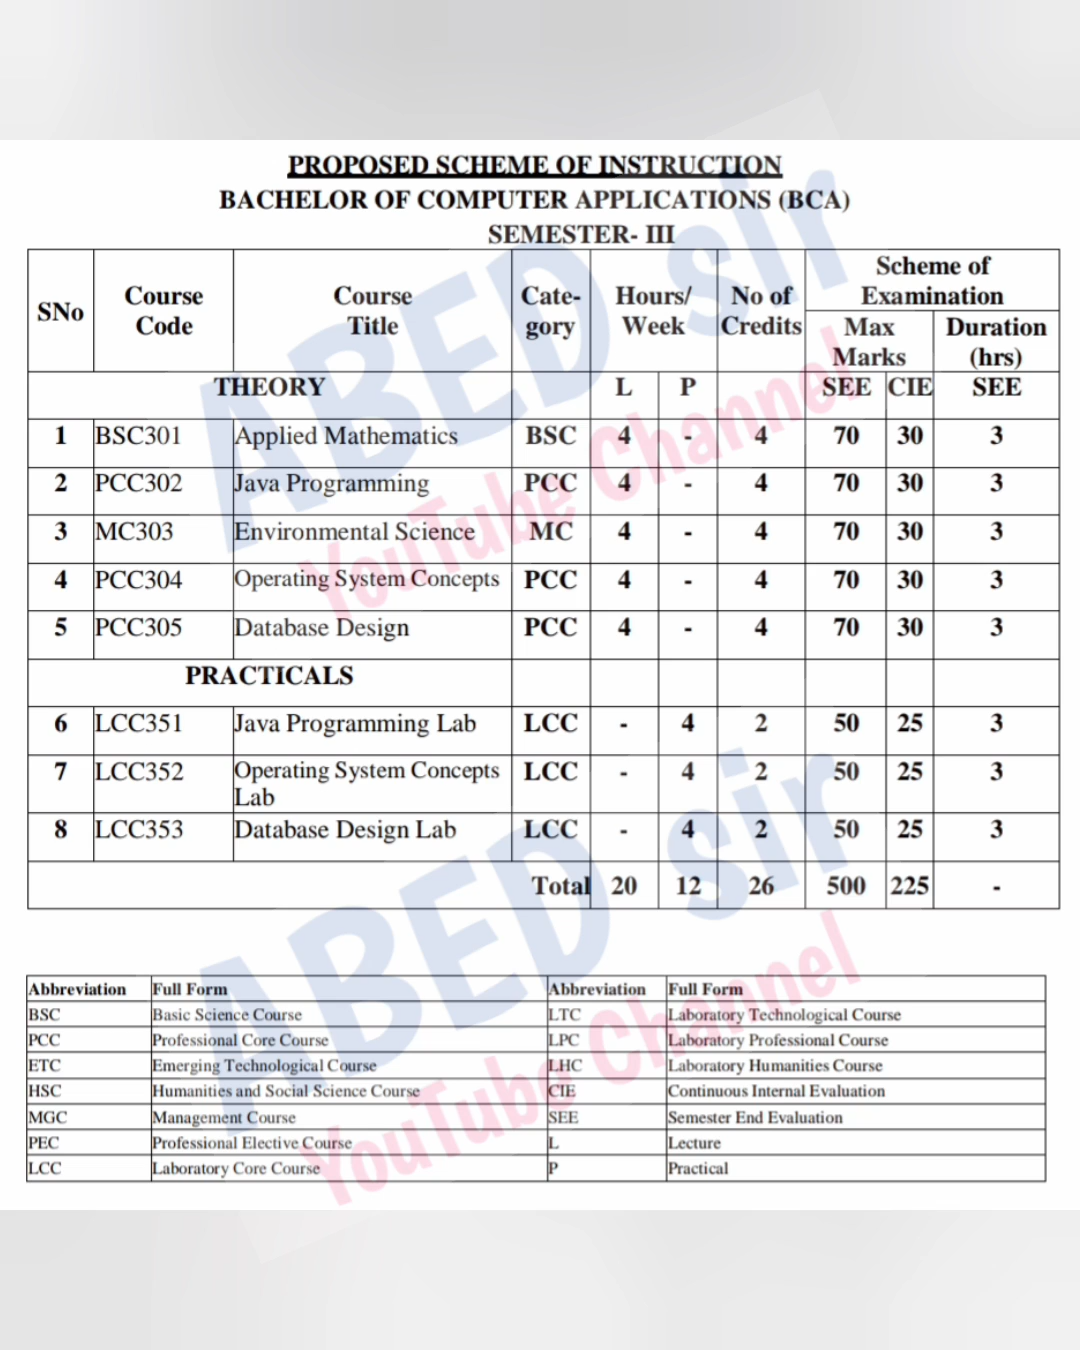 PROPOSED SCHEME OF INSTRUCTION
BACHELOR OF COMPUTER APPLICATIONS (BCA)
SEMESTER- III
SNo Course Code Course Title Cate-gory Hours/ Week No of Credits Scheme of Examination
Max Marks Duration (hrs)
THEORY L P SEE CIE SEE
1 BSC301 Applied Mathematics BSC 4 - 4 70 30 3
2 PCC302 Java Programming PCC 4 - 4 70 30 3
3 MC303 Environmental Science MC 4 - 4 70 30 3
4 PCC304 Operating System Concepts PCC 4 - 4 70 30 3
5 PCC305 Database Design PCC 4 - 4 70 30 3
PRACTICALS
6 LCC351 Java Programming Lab LCC - 4 2 50 25 3
7 LCC352 Operating System Concepts Lab LCC - 4 2 50 25 3
8 LCC353 Database Design Lab LCC - 4 2 50 25 3
Total 20 12 26 500 225 -
Abbreviation Full Form Abbreviation Full Form
BSC Basic Science Course LTC Laboratory Technological Course
PCC Professional Core Course LPC Laboratory Professional Course
ETC Emerging Technological Course LHC Laboratory Humanities Course
HSC Humanities and Social Science Course CIE Continuous Internal Evaluation
MGC Management Course SEE Semester End Evaluation
PEC Professional Elective Course L Lecture
LCC Laboratory Core Course P Practical
ABED sir
YouTube Channel
ABED sir
YouTube Channel